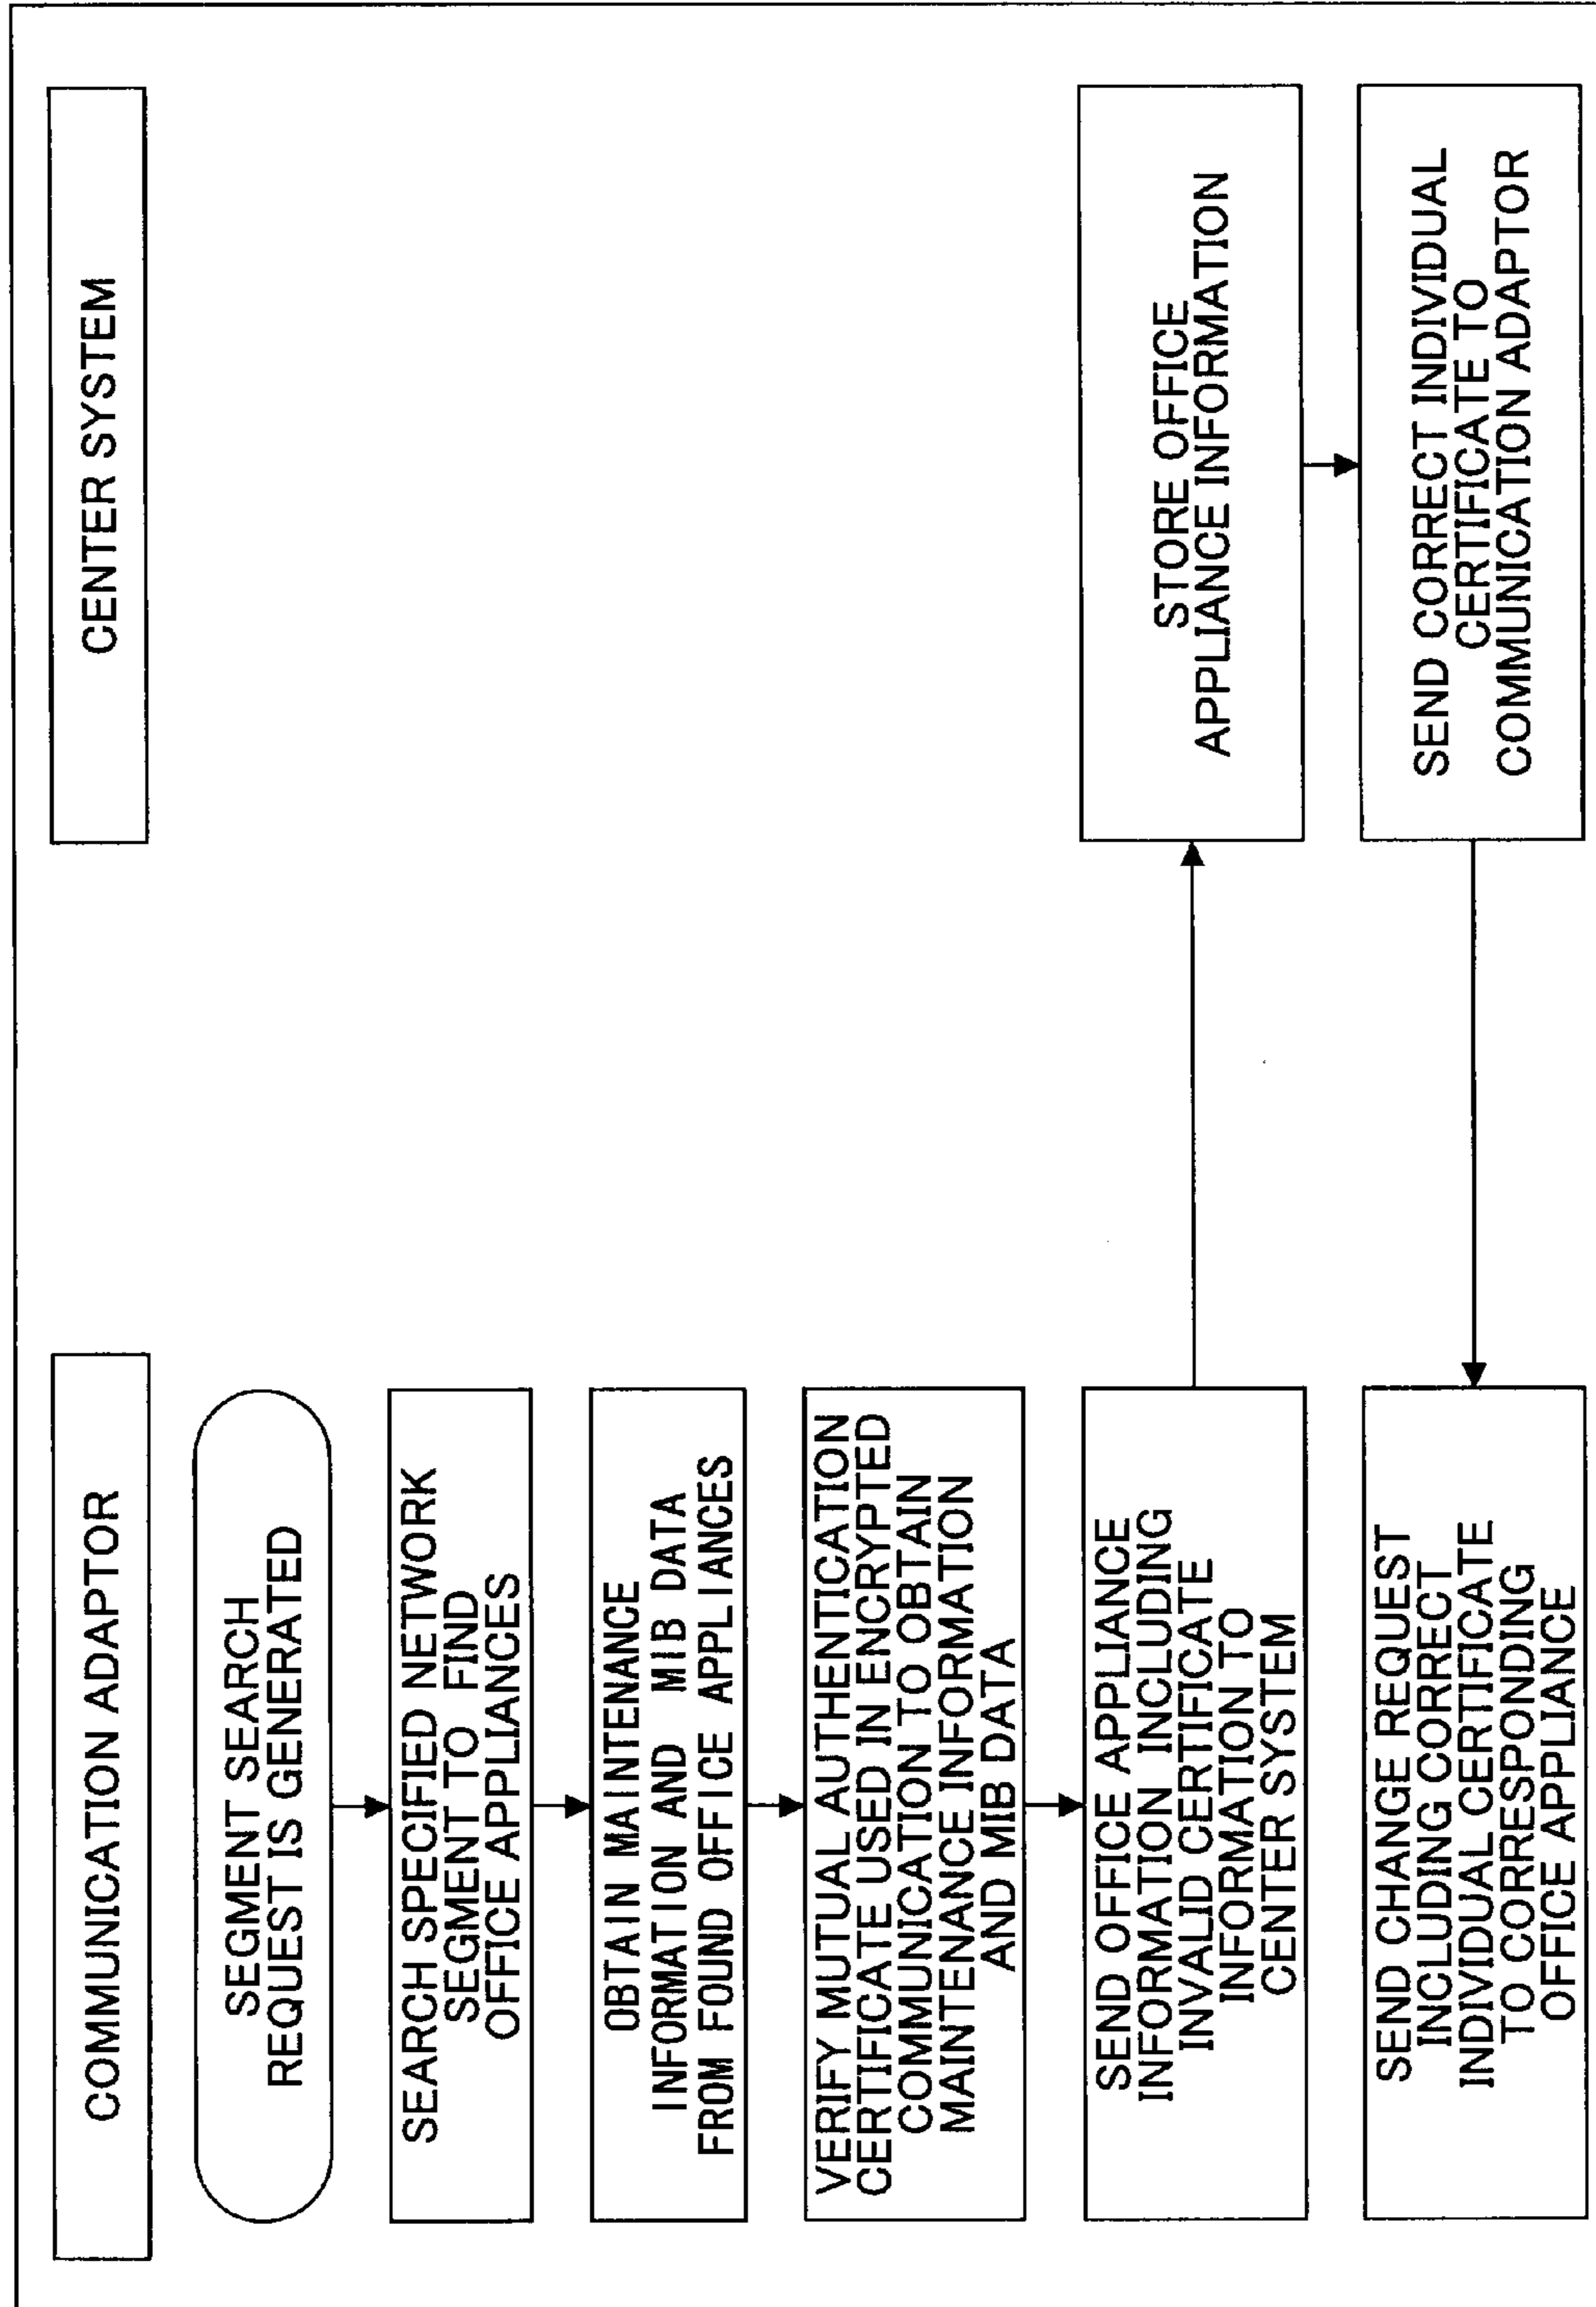 COMMUNICATION ADAPTOR
CENTER SYSTEM
SEGMENT SEARCH
REQUEST IS GENERATED
SEARCH SPECIFIED NETWORK
SEGMENT TO FIND
OFFICE APPLIANCES
OBTAIN MAINTENANCE
INFORMATION AND MIB DATA
FROM FOUND OFFICE APPLIANCES
VERIFY MUTUAL AUTHENTICATION
CERTIFICATE USED IN ENCRYPTED
COMMUNICATION TO OBTAIN
MAINTENANCE INFORMATION
AND MIB DATA
SEND OFFICE APPLIANCE
INFORMATION INCLUDING
INVALID CERTIFICATE
INFORMATION TO
CENTER SYSTEM
STORE OFFICE
APPLIANCE INFORMATION
SEND CORRECT INDIVIDUAL
CERTIFICATE TO
COMMUNICATION ADAPTOR
SEND CHANGE REQUEST
INCLUDING CORRECT
INDIVIDUAL CERTIFICATE
TO CORRESPONDING
OFFICE APPLIANCE